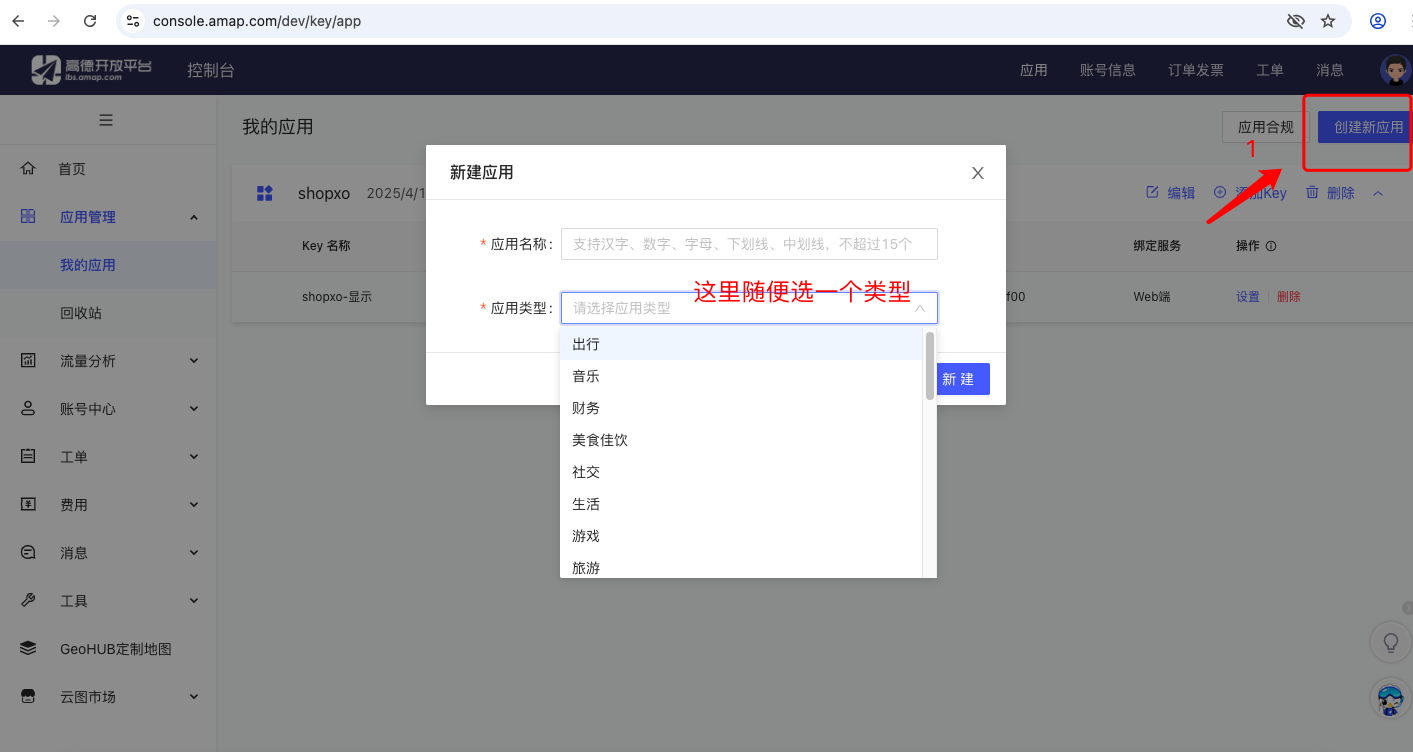 console.amap.com/dev/key/app
高德开放平台
lbs.amap.com
控制台
应用
账号信息
订单发票
工单
消息
我的应用
应用合规
创建新应用
1
首页
应用管理
我的应用
回收站
流量分析
账号中心
工单
费用
消息
工具
GeoHUB定制地图
云图市场
shopxo
2025/4/1
编辑
Key
删除
Key 名称
绑定服务
操作
shopxo-显示
f00
Web端
设置
删除
新建应用
* 应用名称:
支持汉字、数字、字母、下划线、中划线，不超过15个
这里随便选一个类型
* 应用类型:
请选择应用类型
出行
音乐
财务
美食佳饮
社交
生活
游戏
旅游
新 建